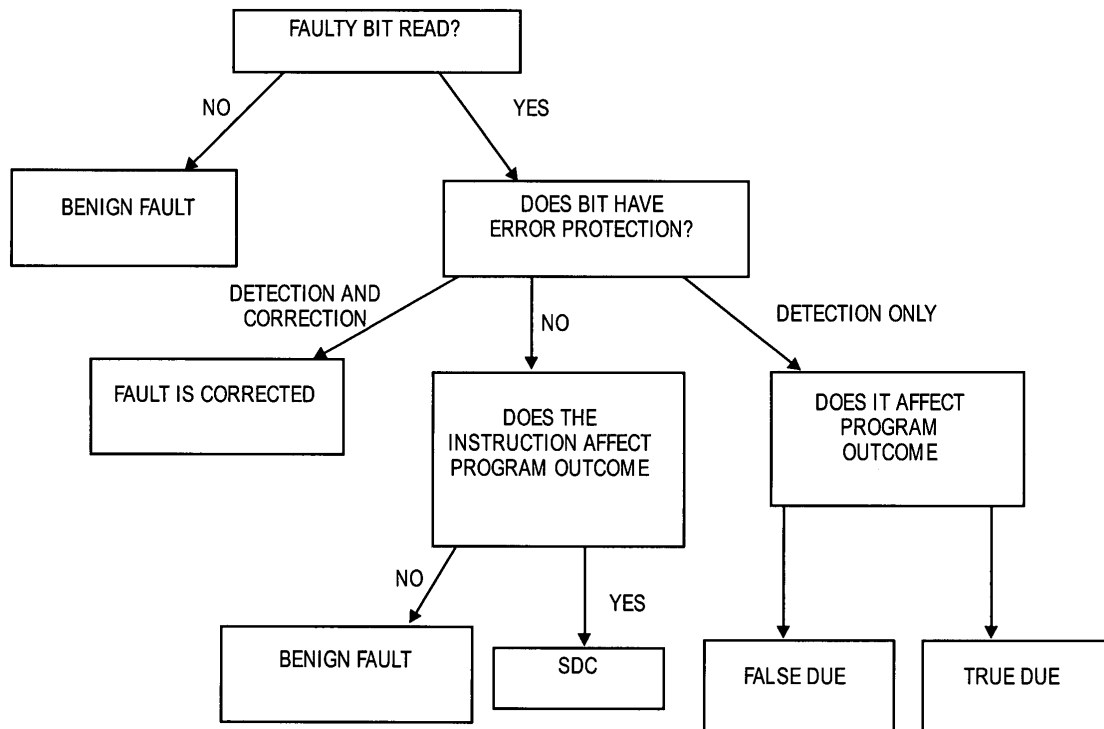 FAULTY BIT READ?
NO
YES
BENIGN FAULT
DOES BIT HAVE
ERROR PROTECTION?
DETECTION AND
CORRECTION
NO
DETECTION ONLY
FAULT IS CORRECTED
DOES THE
INSTRUCTION AFFECT
PROGRAM OUTCOME
DOES IT AFFECT
PROGRAM
OUTCOME
NO
YES
BENIGN FAULT
SDC
FALSE DUE
TRUE DUE